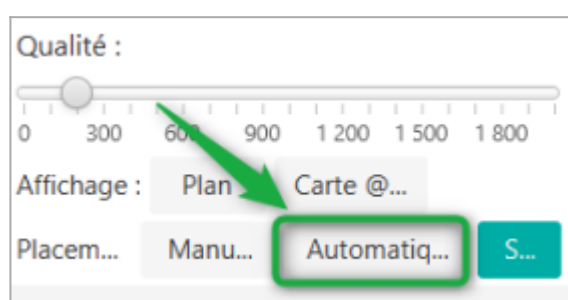 Qualité :
0 300 600 900 1 200 1 500 1 800
Affichage : Plan Carte @...
Placem... Manu... Automatiq... S...